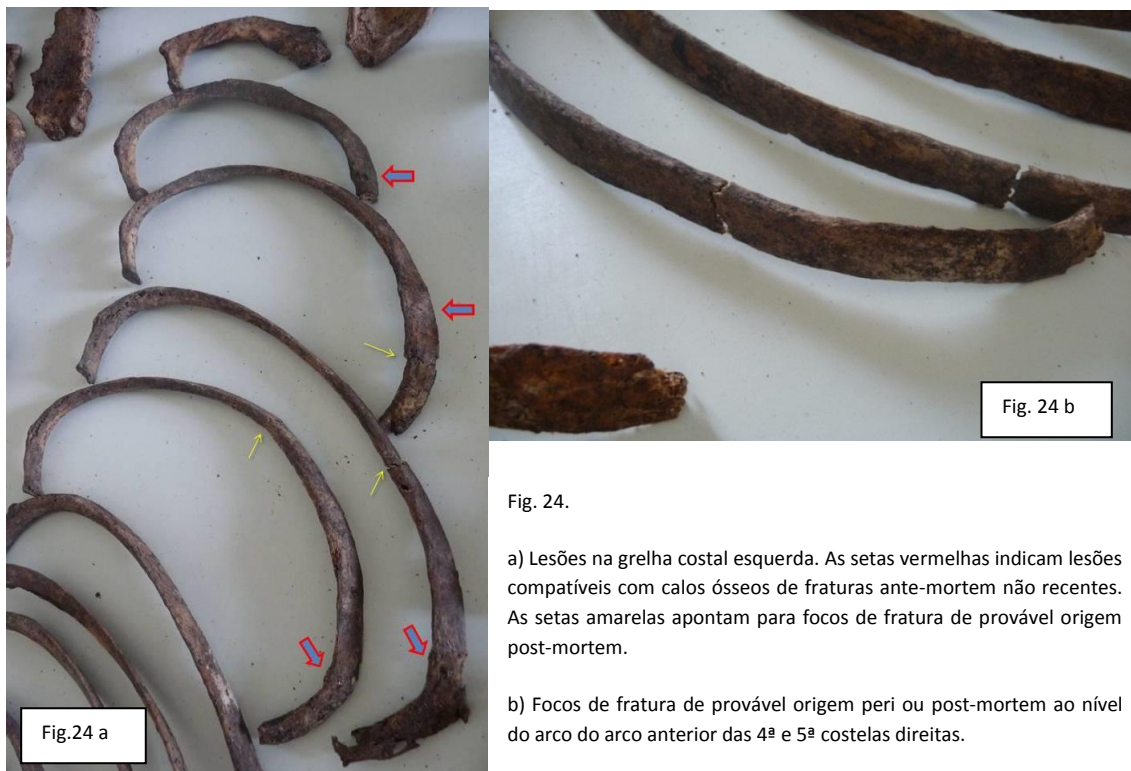 Fig.24 a
Fig. 24 b
Fig. 24.
a) Lesões na grelha costal esquerda. As setas vermelhas indicam lesões
compatíveis com calos ósseos de fraturas ante-mortem não recentes.
As setas amarelas apontam para focos de fratura de provável origem
post-mortem.
b) Focos de fratura de provável origem peri ou post-mortem ao nível
do arco do arco anterior das 4ª e 5ª costelas direitas.